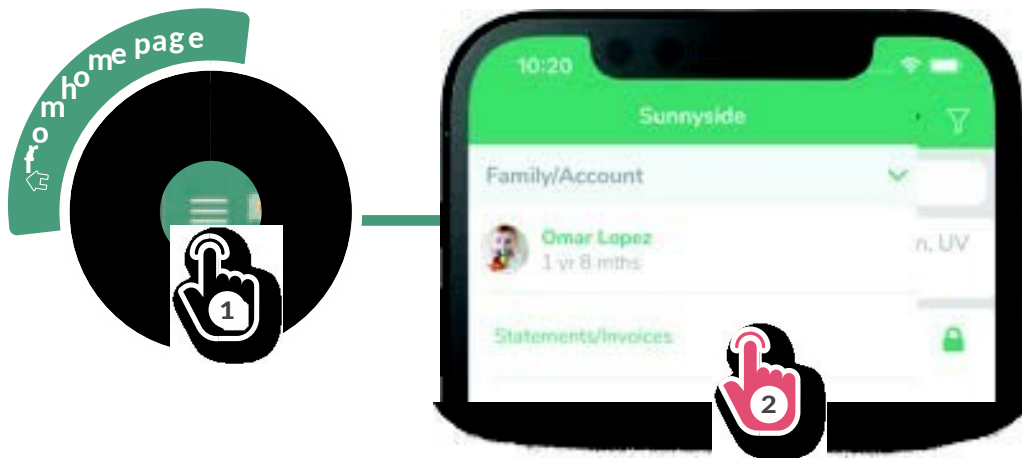 from home page
10:20
Sunnyside
Family/Account
Omar Lopez
1 yr 8 mths
n, UV
Statements/Invoices
1
2